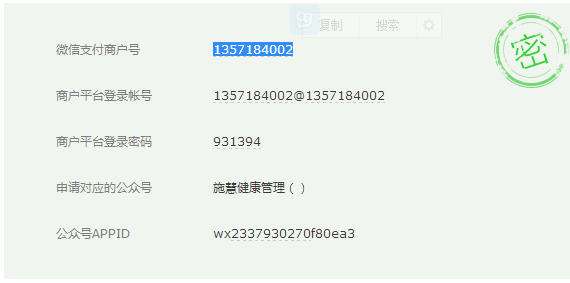 复制 搜索
密
微信支付商户号 1357184002
商户平台登录帐号 1357184002@1357184002
商户平台登录密码 931394
申请对应的公众号 施慧健康管理（ ）
公众号APPID wx2337930270f80ea3